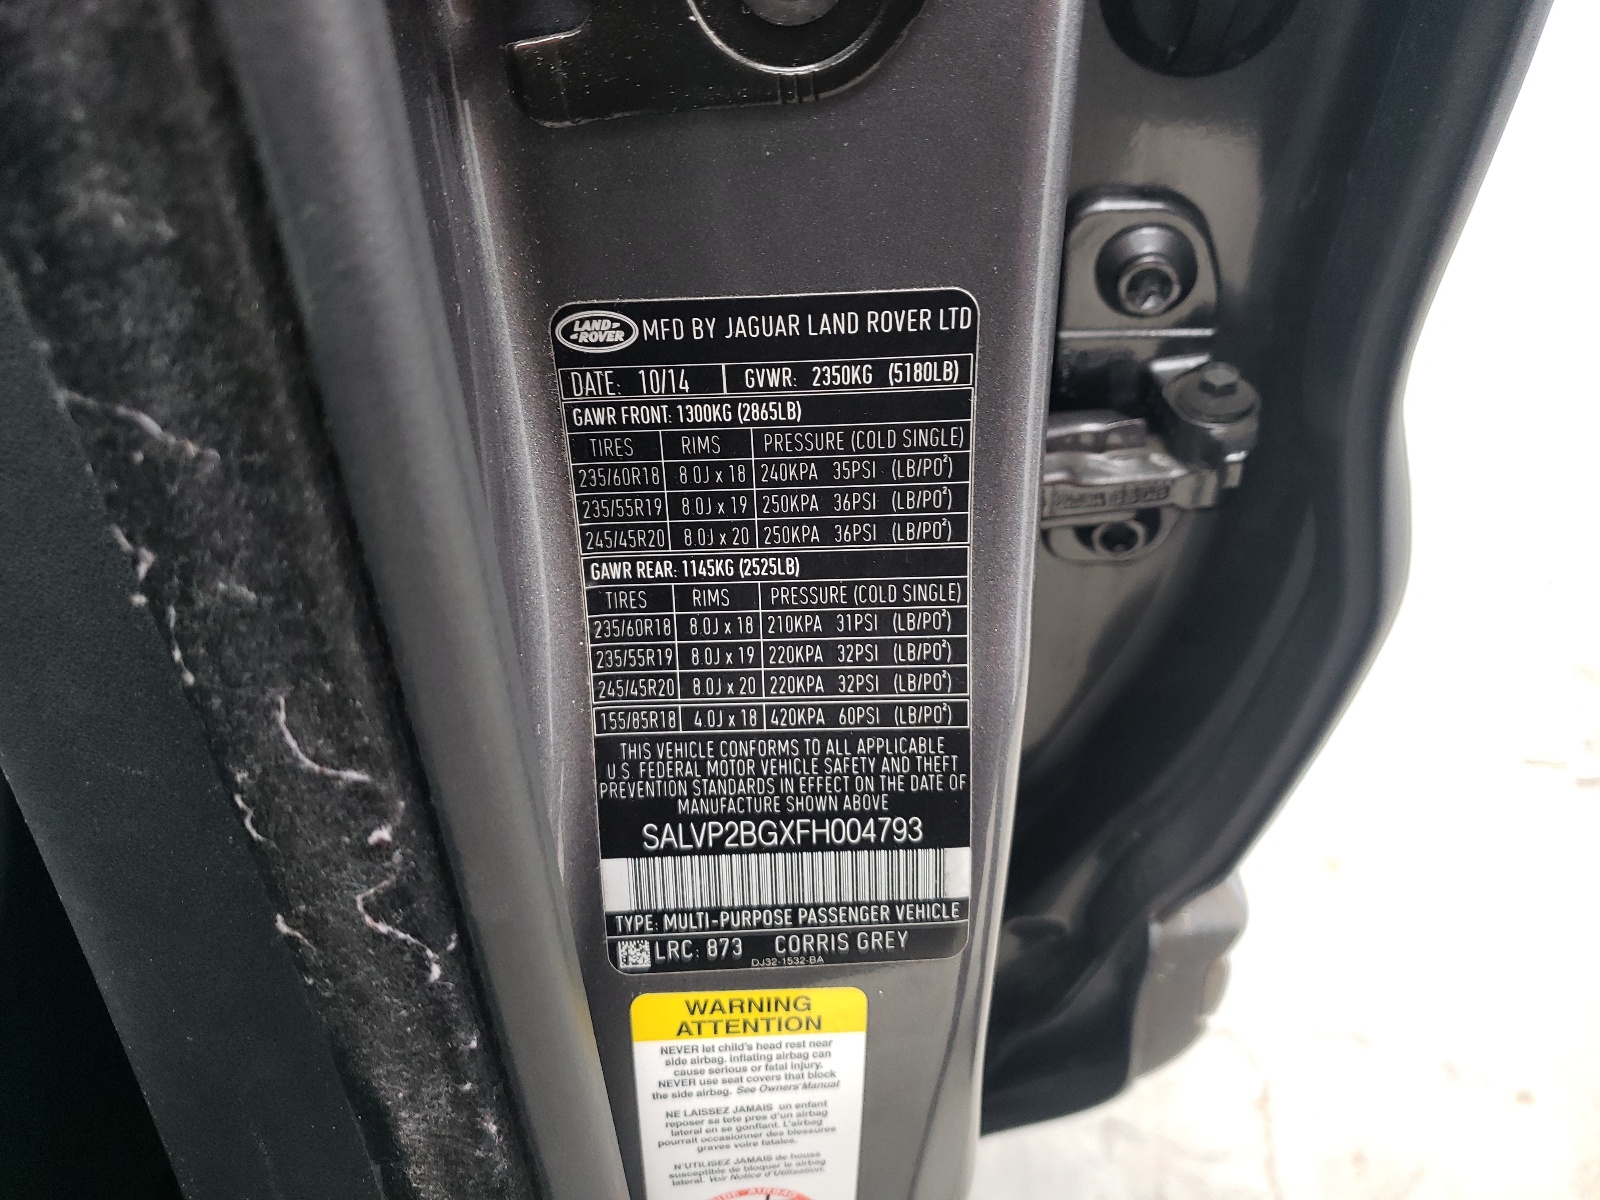 LAND-
-ROVER
MFD BY JAGUAR LAND ROVER LTD
DATE: 10/14 GVWR: 2350KG (5180LB)
GAWR FRONT: 1300KG (2865LB)
TIRES RIMS PRESSURE (COLD SINGLE)
235/60R18 8.0J x 18 240KPA 35PSI (LB/PO²)
235/55R19 8.0J x 19 250KPA 36PSI (LB/PO²)
245/45R20 8.0J x 20 250KPA 36PSI (LB/PO²)
GAWR REAR: 1145KG (2525LB)
TIRES RIMS PRESSURE (COLD SINGLE)
235/60R18 8.0J x 18 210KPA 31PSI (LB/PO²)
235/55R19 8.0J x 19 220KPA 32PSI (LB/PO²)
245/45R20 8.0J x 20 220KPA 32PSI (LB/PO²)
155/85R18 4.0J x 18 420KPA 60PSI (LB/PO²)
THIS VEHICLE CONFORMS TO ALL APPLICABLE
U.S. FEDERAL MOTOR VEHICLE SAFETY AND THEFT
PREVENTION STANDARDS IN EFFECT ON THE DATE OF
MANUFACTURE SHOWN ABOVE
SALVP2BGXFH004793
TYPE: MULTI-PURPOSE PASSENGER VEHICLE
LRC: 873 CORRIS GREY
DJ32-1532-BA
WARNING
ATTENTION
NEVER let child's head rest near
side airbag. inflating airbag can
cause serious or fatal injury.
NEVER use seat covers that block
the side airbag. See Owners'Manual
NE LAISSEZ JAMAIS un enfant
reposer sa tete pres d'un airbag
lateral en se gonflant. L'airbag
pourrait occasionner des blessures
graves voire fatales.
N'UTILISEZ JAMAIS de house
susceptible de bloquer le airbag
lateral. Voir Notice d'Utilisation.
SIDE AIRBAG